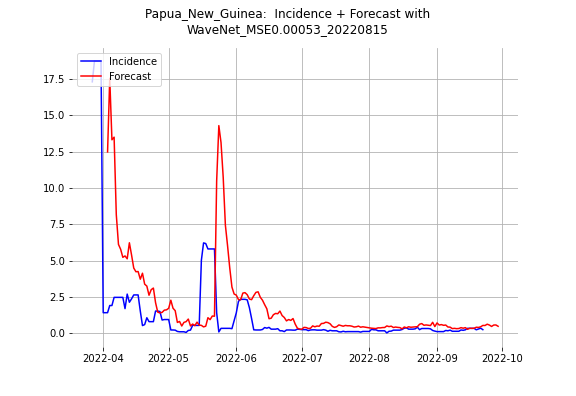 Papua_New_Guinea:  Incidence + Forecast with
WaveNet_MSE0.00053_20220815
Incidence
Forecast
17.5
15.0
12.5
10.0
7.5
5.0
2.5
0.0
2022-04 2022-05 2022-06 2022-07 2022-08 2022-09 2022-10